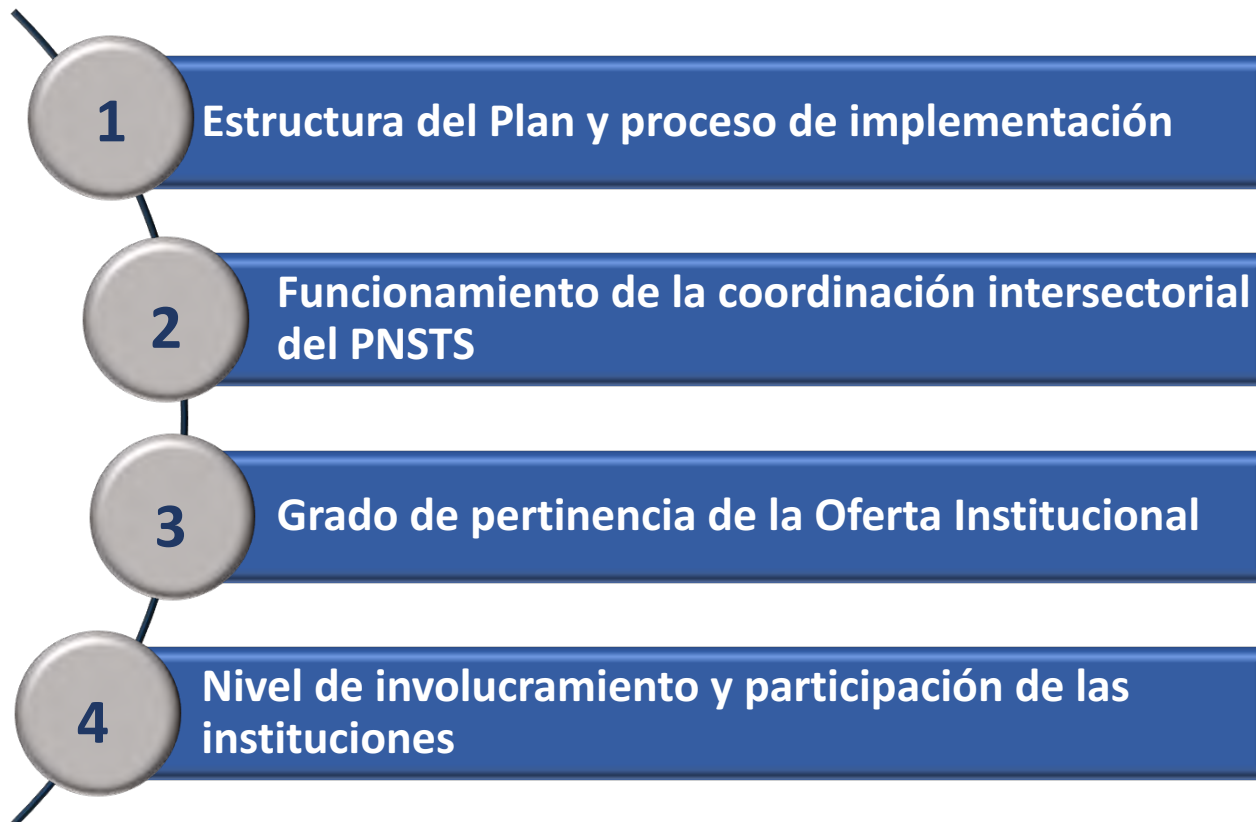 1
Estructura del Plan y proceso de implementación
2
Funcionamiento de la coordinación intersectorial
del PNSTS
3
Grado de pertinencia de la Oferta Institucional
4
Nivel de involucramiento y participación de las
instituciones